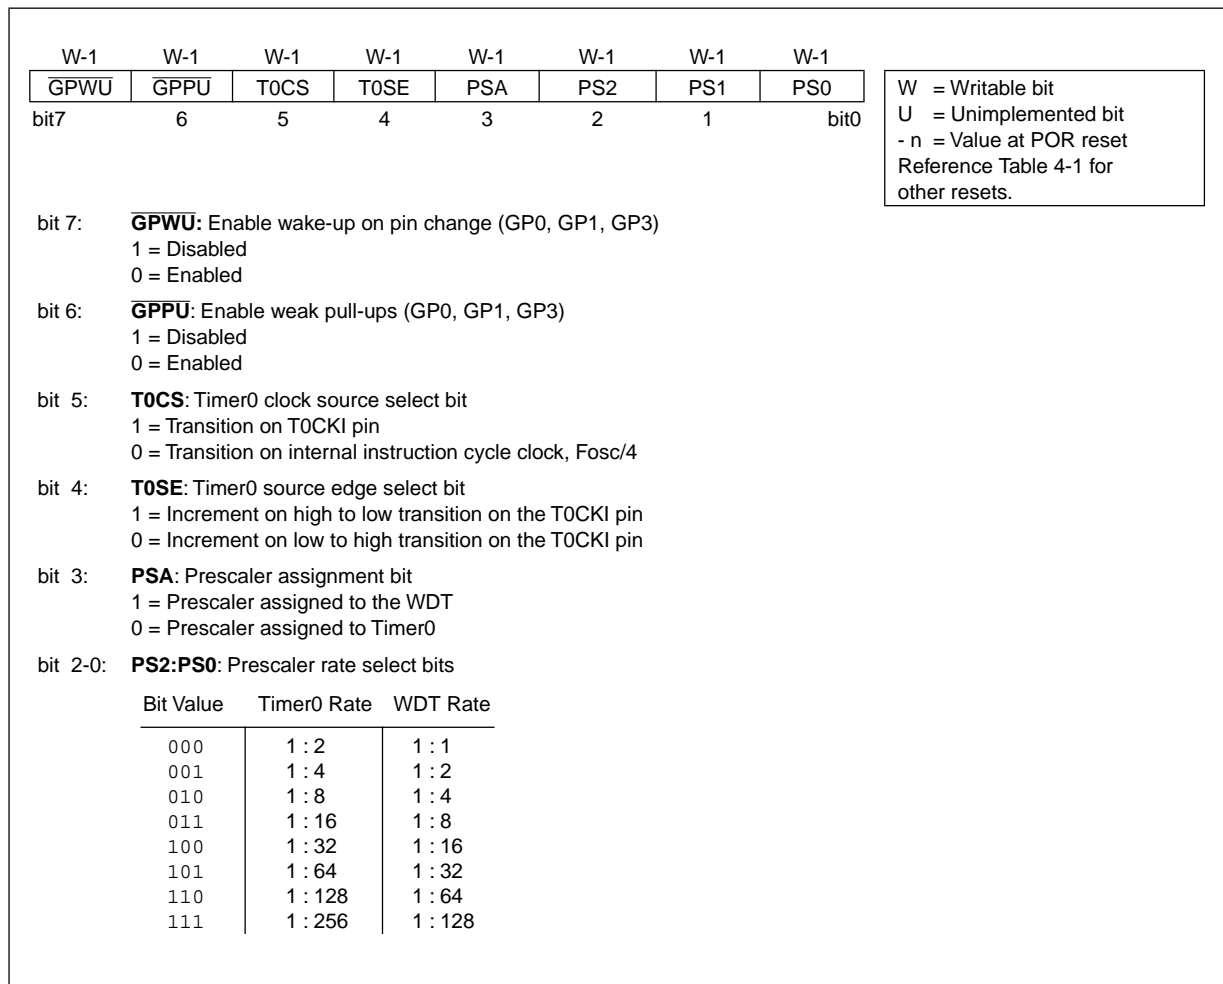 W-1 W-1 W-1 W-1 W-1 W-1 W-1 W-1
GPWU GPPU T0CS T0SE PSA PS2 PS1 PS0
bit7 6 5 4 3 2 1 bit0
W = Writable bit
U = Unimplemented bit
- n = Value at POR reset
Reference Table 4-1 for
other resets.
bit 7: GPWU: Enable wake-up on pin change (GP0, GP1, GP3)
1 = Disabled
0 = Enabled
bit 6: GPPU: Enable weak pull-ups (GP0, GP1, GP3)
1 = Disabled
0 = Enabled
bit 5: T0CS: Timer0 clock source select bit
1 = Transition on T0CKI pin
0 = Transition on internal instruction cycle clock, Fosc/4
bit 4: T0SE: Timer0 source edge select bit
1 = Increment on high to low transition on the T0CKI pin
0 = Increment on low to high transition on the T0CKI pin
bit 3: PSA: Prescaler assignment bit
1 = Prescaler assigned to the WDT
0 = Prescaler assigned to Timer0
bit 2-0: PS2:PS0: Prescaler rate select bits
Bit Value Timer0 Rate WDT Rate
000 1 : 2 1 : 1
001 1 : 4 1 : 2
010 1 : 8 1 : 4
011 1 : 16 1 : 8
100 1 : 32 1 : 16
101 1 : 64 1 : 32
110 1 : 128 1 : 64
111 1 : 256 1 : 128